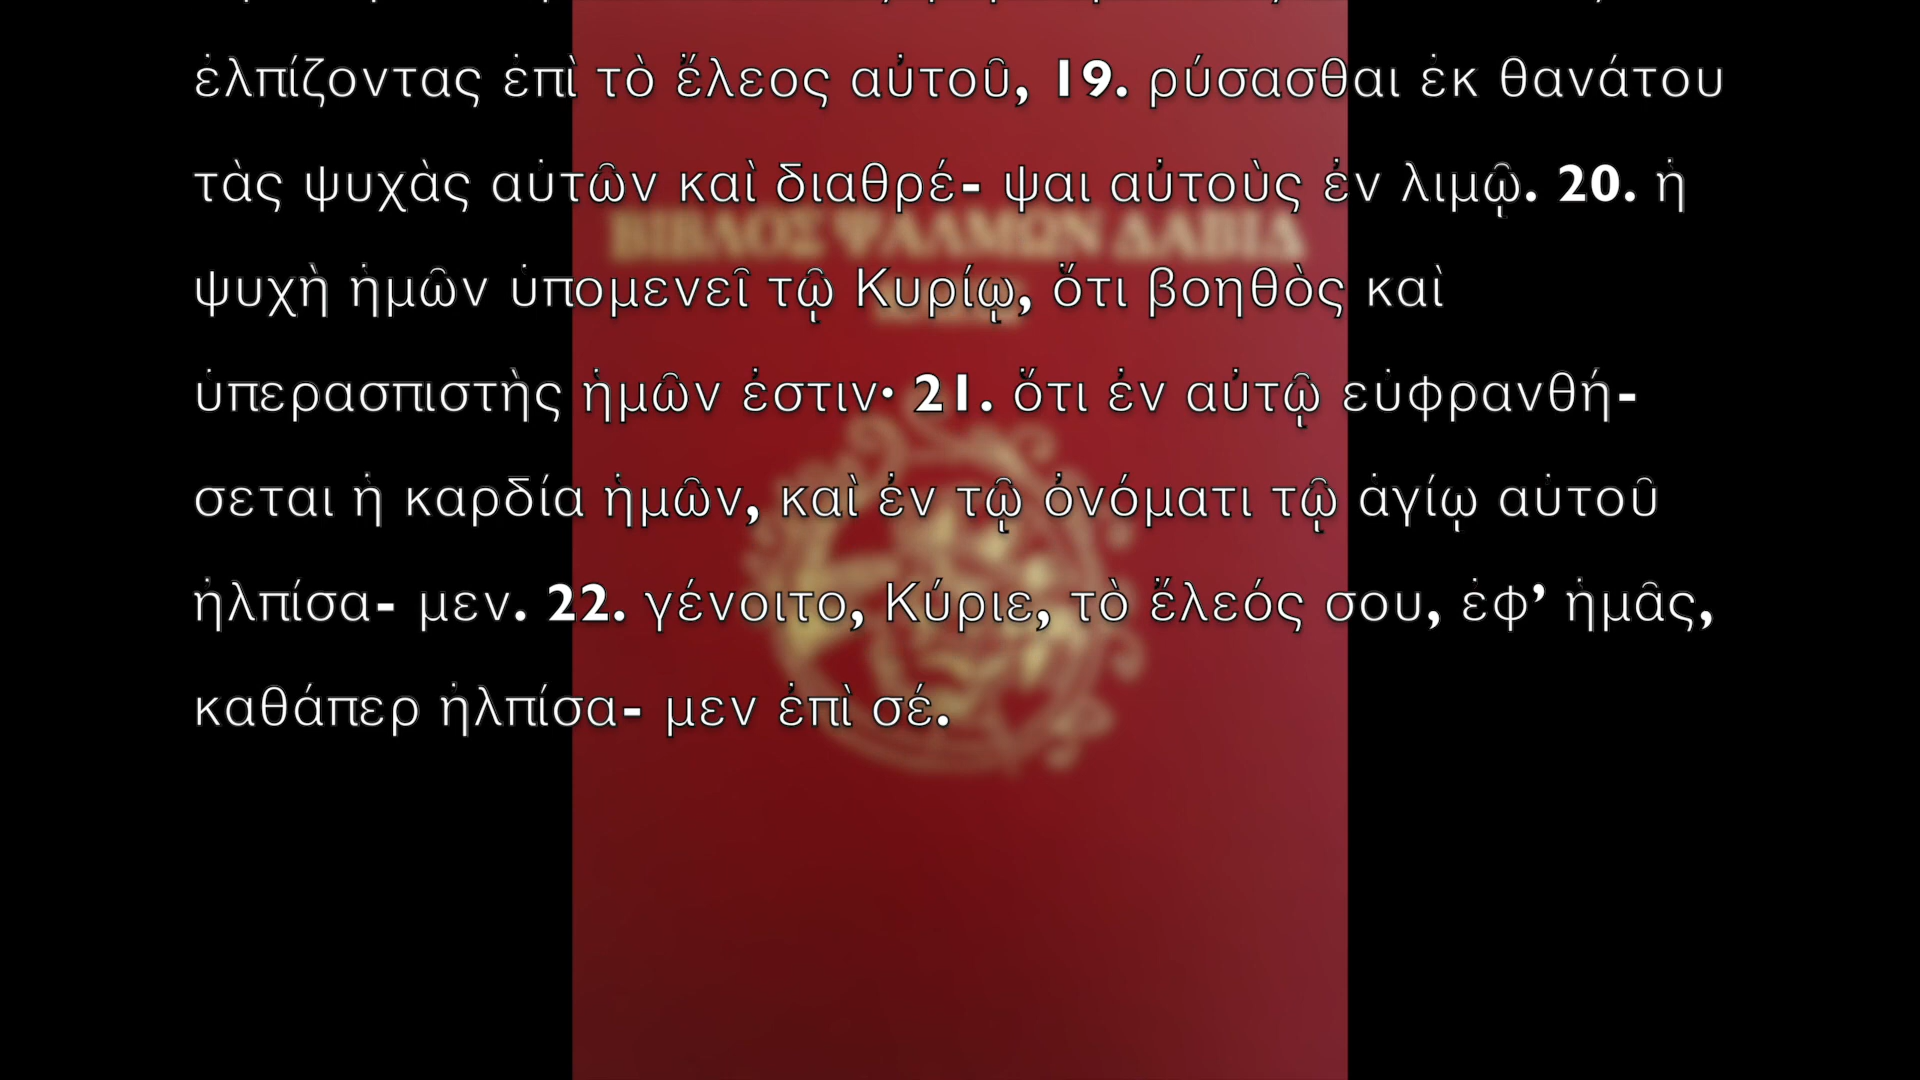 ἐλπίζοντας ἐπὶ τὸ ἔλεος αὐτοῦ, 19. ρύσασθαι ἐκ θανάτου
τὰς ψυχὰς αὐτῶν καὶ διαθρέ- ψαι αὐτοὺς ἐν λιμῷ. 20. ἡ
ΒΙΒΛΟΣ ΨΑΛΜΩΝ ΔΑΒΙΔ
ψυχὴ ἡμῶν ὑπομενεῖ τῷ Κυρίῳ, ὅτι βοηθὸς καὶ
ὑπερασπιστὴς ἡμῶν ἐστιν· 21. ὅτι ἐν αὐτῷ εὐφρανθή-
σεται ἡ καρδία ἡμῶν, καὶ ἐν τῷ ὀνόματι τῷ ἁγίῳ αὐτοῦ
ἠλπίσα- μεν. 22. γένοιτο, Κύριε, τὸ ἔλεός σου, ἐφ’ ἡμᾶς,
καθάπερ ἠλπίσα- μεν ἐπὶ σέ.